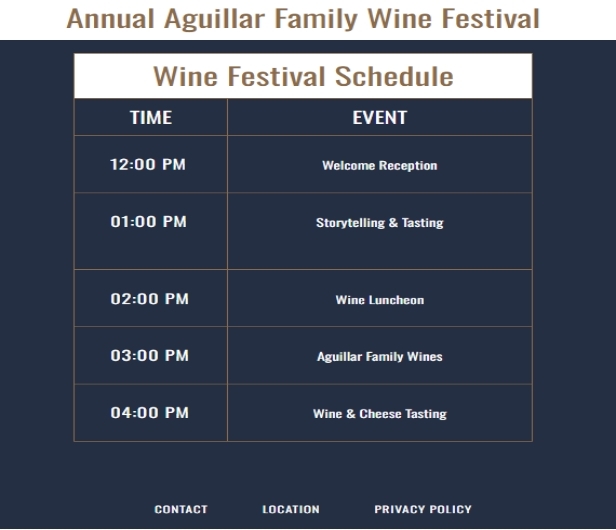 Annual Aguillar Family Wine Festival
Wine Festival Schedule
TIME EVENT
12:00 PM Welcome Reception
01:00 PM Storytelling & Tasting
02:00 PM Wine Luncheon
03:00 PM Aguillar Family Wines
04:00 PM Wine & Cheese Tasting
CONTACT LOCATION PRIVACY POLICY